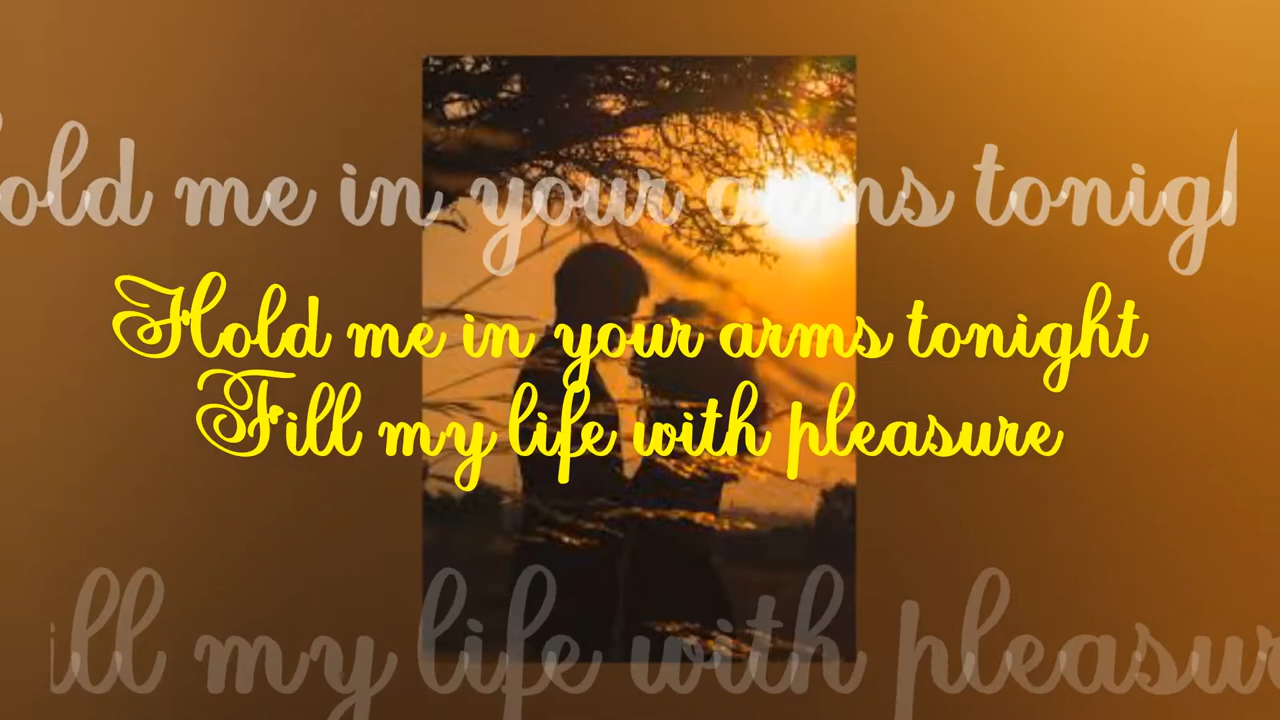 old me in your arms tonigh
Hold me in your arms tonight
Fill my life with pleasure
ill my life with pleasur